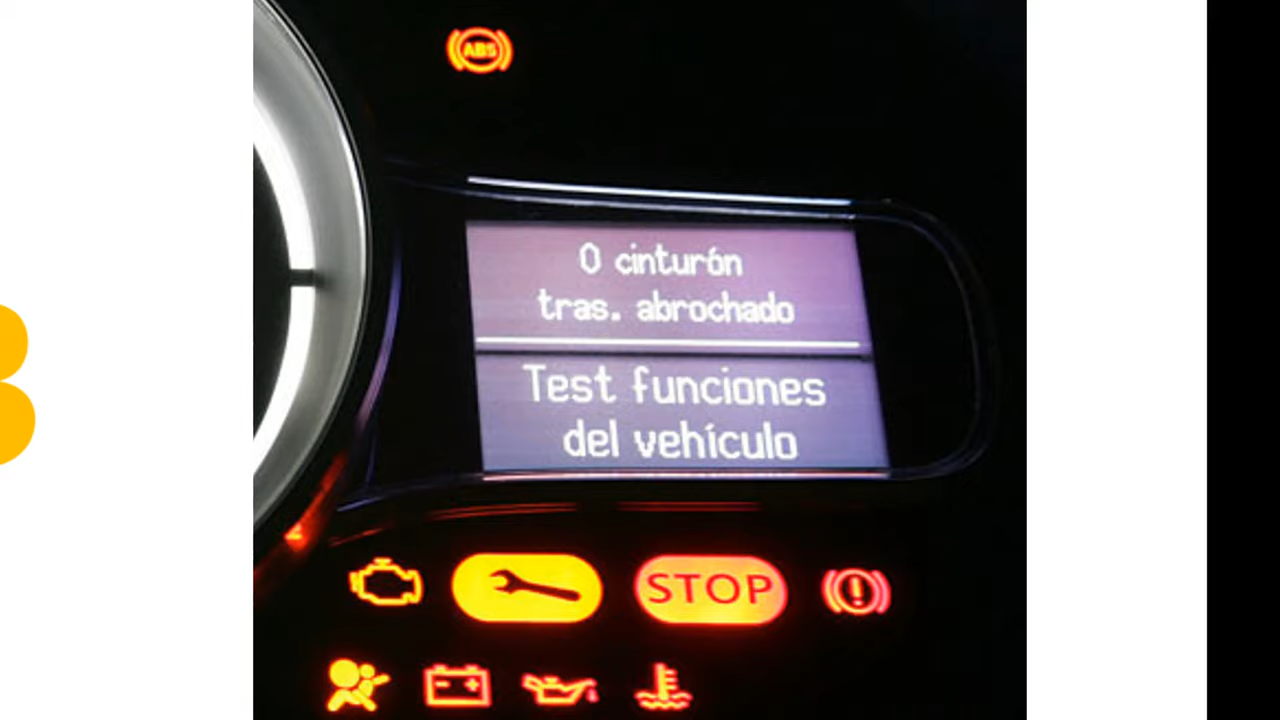 ABS
0 cinturón
tras. abrochado
Test funciones
del vehículo
STOP